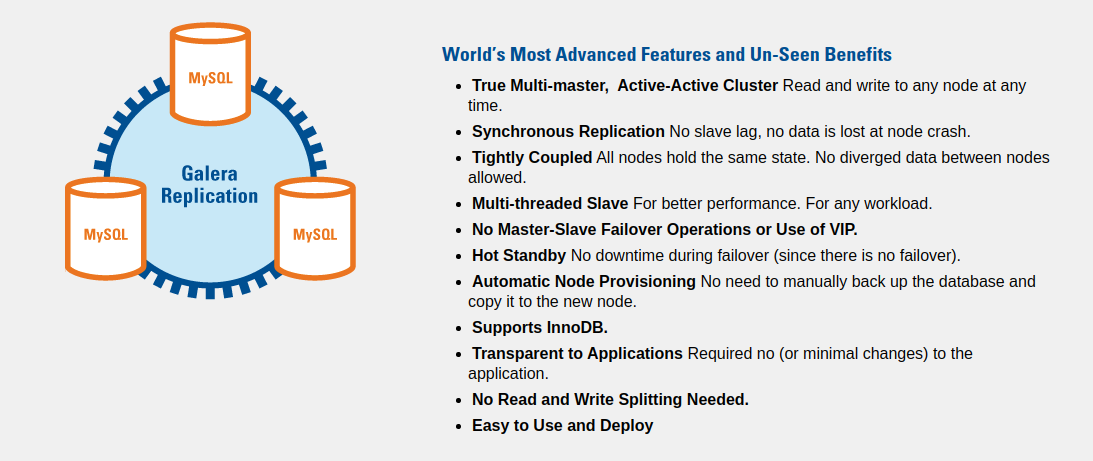 MySQL
Galera
Replication
MySQL
MySQL
World's Most Advanced Features and Un-Seen Benefits
• True Multi-master,  Active-Active Cluster Read and write to any node at any
time.
• Synchronous Replication No slave lag, no data is lost at node crash.
• Tightly Coupled All nodes hold the same state. No diverged data between nodes
allowed.
• Multi-threaded Slave For better performance. For any workload.
• No Master-Slave Failover Operations or Use of VIP.
• Hot Standby No downtime during failover (since there is no failover).
• Automatic Node Provisioning No need to manually back up the database and
copy it to the new node.
• Supports InnoDB.
• Transparent to Applications Required no (or minimal changes) to the
application.
• No Read and Write Splitting Needed.
• Easy to Use and Deploy